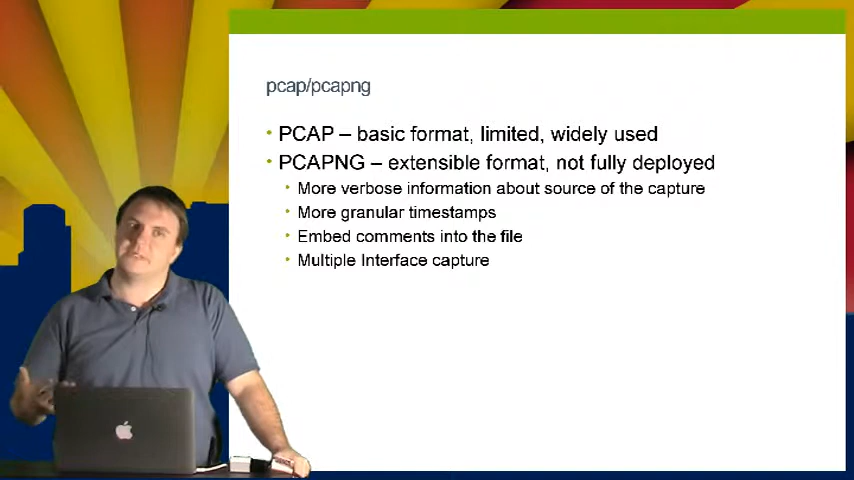 pcap/pcapng
• PCAP – basic format, limited, widely used
• PCAPNG – extensible format, not fully deployed
• More verbose information about source of the capture
• More granular timestamps
• Embed comments into the file
• Multiple Interface capture